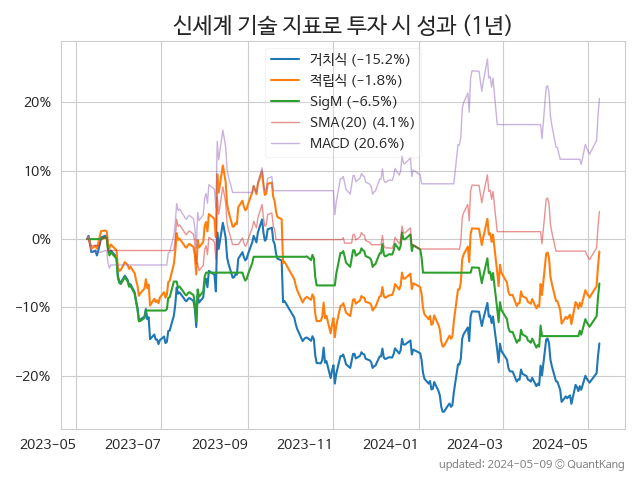 신세계 기술 지표로 투자 시 성과 (1년)
거치식 (−15.2%)
적립식 (−1.8%)
SigM (−6.5%)
SMA(20) (4.1%)
MACD (20.6%)
20%
10%
0%
−10%
−20%
2023-05 2023-07 2023-09 2023-11 2024-01 2024-03 2024-05
updated: 2024-05-09 © QuantKang